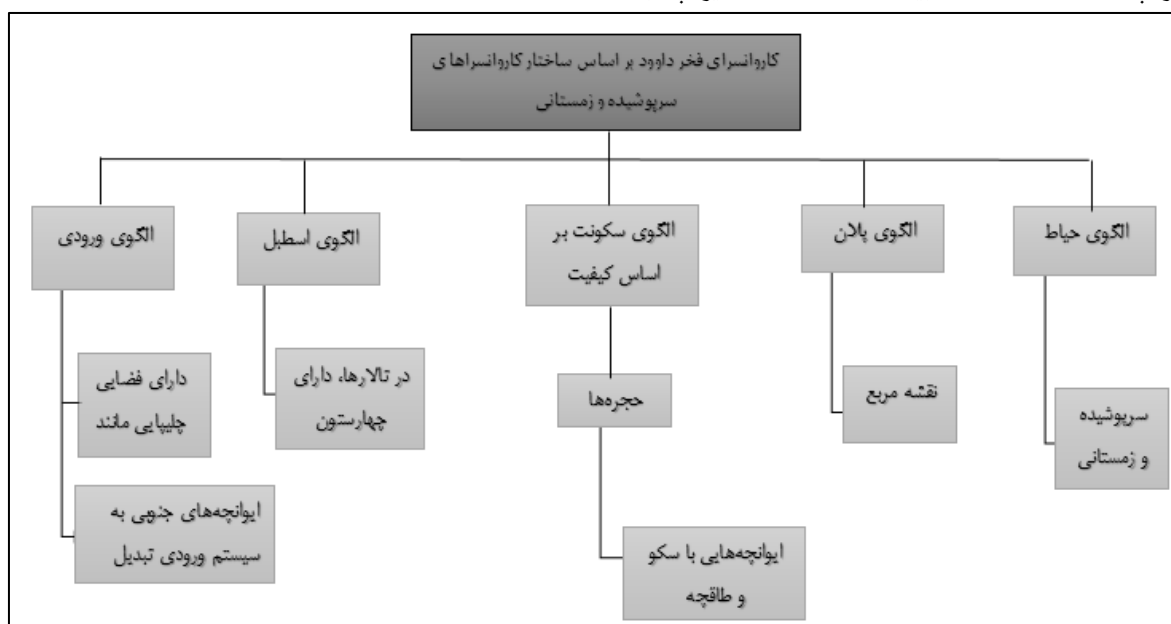 کاروانسرای فخر داوود بر اساس ساختار کاروانسراهای
سرپوشیده و زمستانی
الگوی حیاط
سرپوشیده
و زمستانی
الگوی پلان
نقشه مربع
الگوی سکونت بر
اساس کیفیت
حجره‌ها
ایوانچه‌هایی با سکو
و طاقچه
الگوی اسطبل
در تالارها، دارای
چهارستون
الگوی ورودی
دارای فضایی
چلیپایی مانند
ایوانچه‌های جنوبی به
سیستم ورودی تبدیل